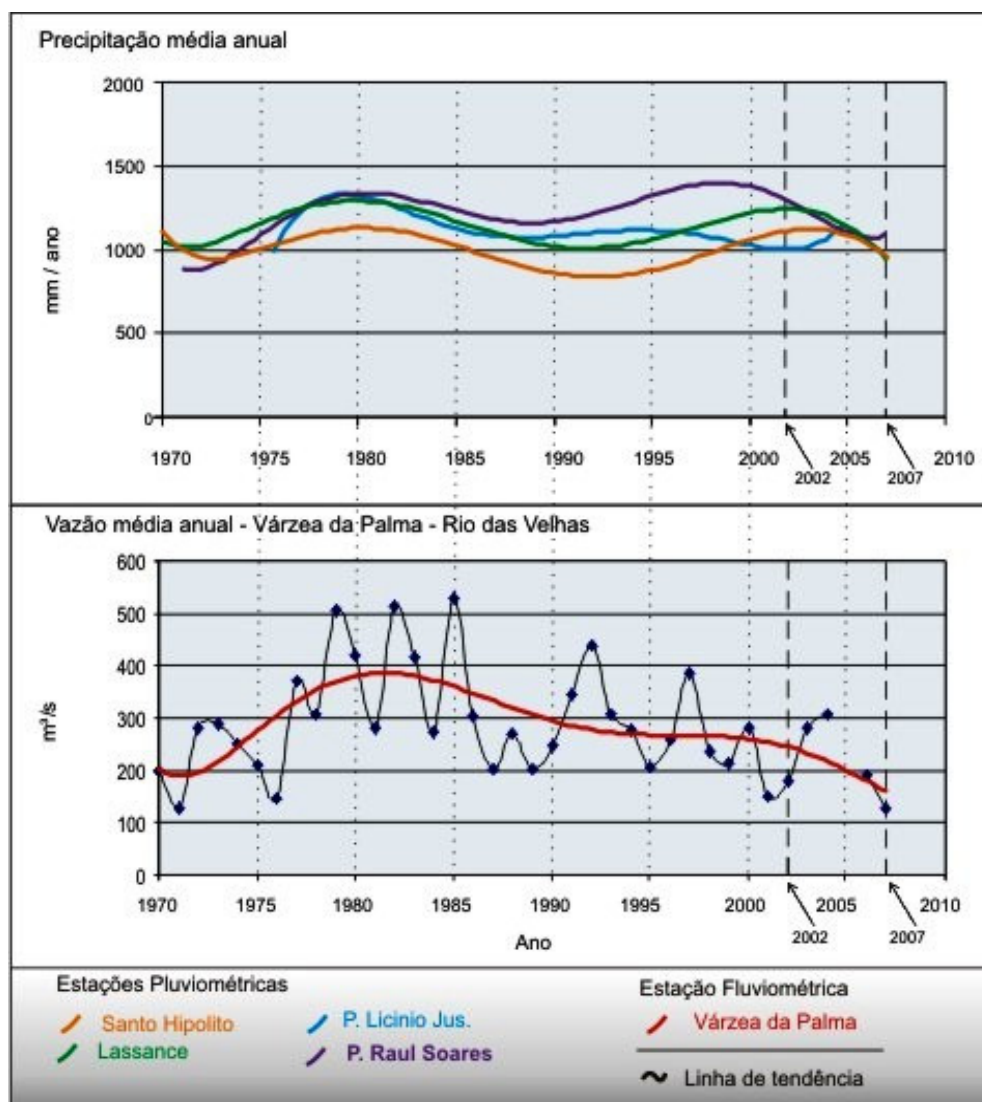 Precipitação média anual
2000
1500
1000
500
0
mm / ano
1970 1975 1980 1985 1990 1995 2000 2005 2010
2002 2007
Vazão média anual - Várzea da Palma - Rio das Velhas
600
500
400
300
200
100
0
m³/s
1970 1975 1980 1985 1990 1995 2000 2005 2010
2002 2007
Ano
Estações Pluviométricas
Santo Hipolito
Lassance
P. Licinio Jus.
P. Raul Soares
Estação Fluviométrica
Várzea da Palma
Linha de tendência